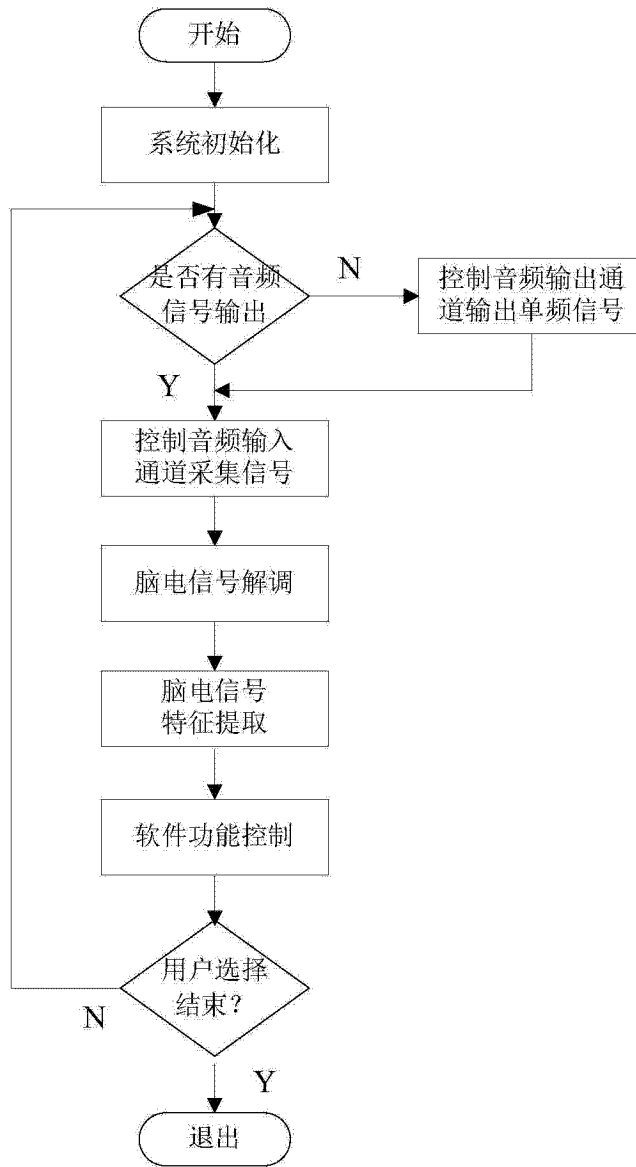 开始
系统初始化
是否有音频
信号输出
N
控制音频输出通
道输出单频信号
Y
控制音频输入
通道采集信号
脑电信号解调
脑电信号
特征提取
软件功能控制
用户选择
结束？
N
Y
退出